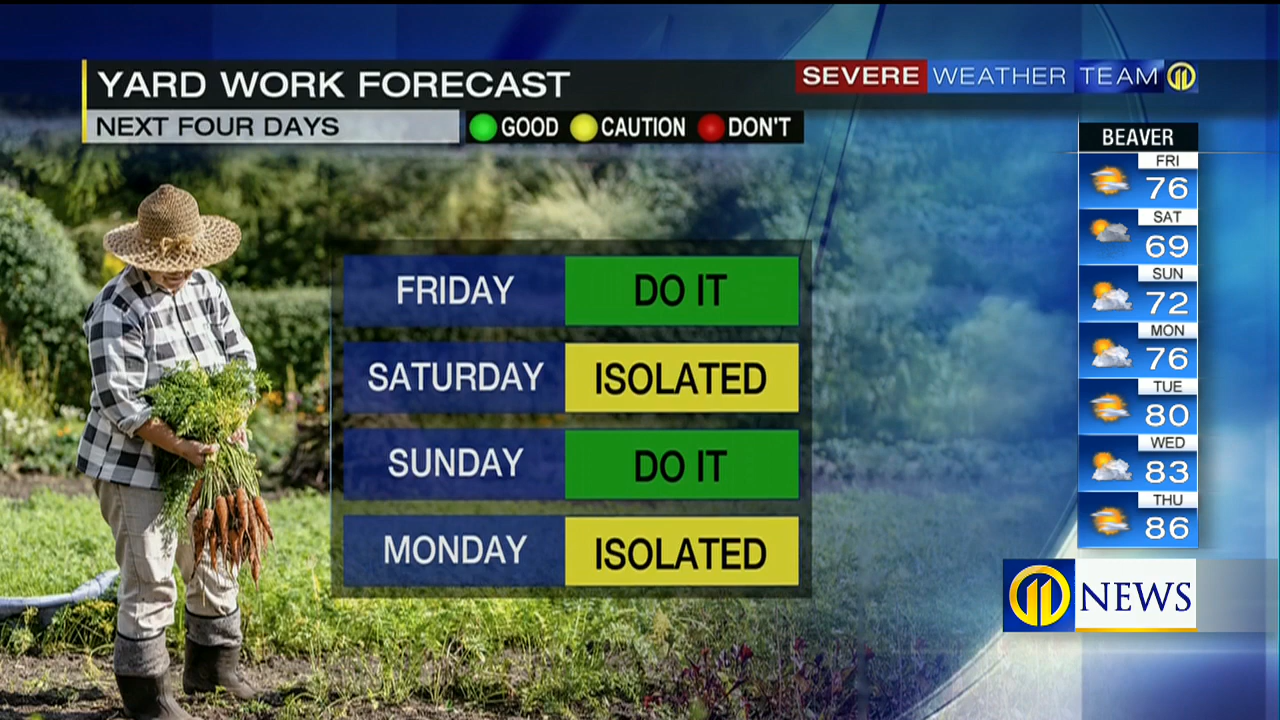 YARD WORK FORECAST
SEVERE WEATHER TEAM 11
NEXT FOUR DAYS
GOOD CAUTION DON'T
FRIDAY DO IT
SATURDAY ISOLATED
SUNDAY DO IT
MONDAY ISOLATED
BEAVER
FRI
76
SAT
69
SUN
72
MON
76
TUE
80
WED
83
THU
86
11 NEWS